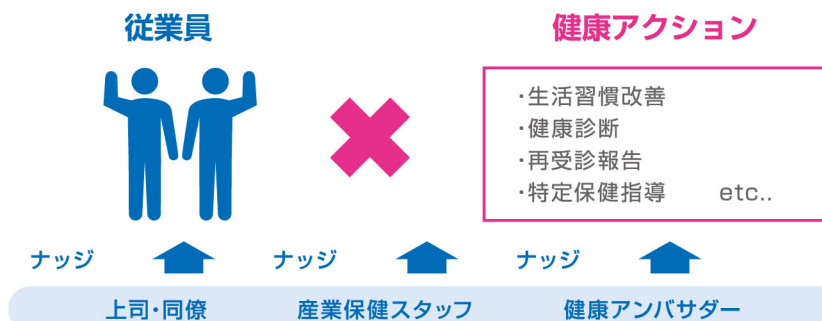 従業員
健康アクション
・生活習慣改善
・健康診断
・再受診報告
・特定保健指導 etc..
ナッジ ナッジ ナッジ
上司・同僚 産業保健スタッフ 健康アンバサダー